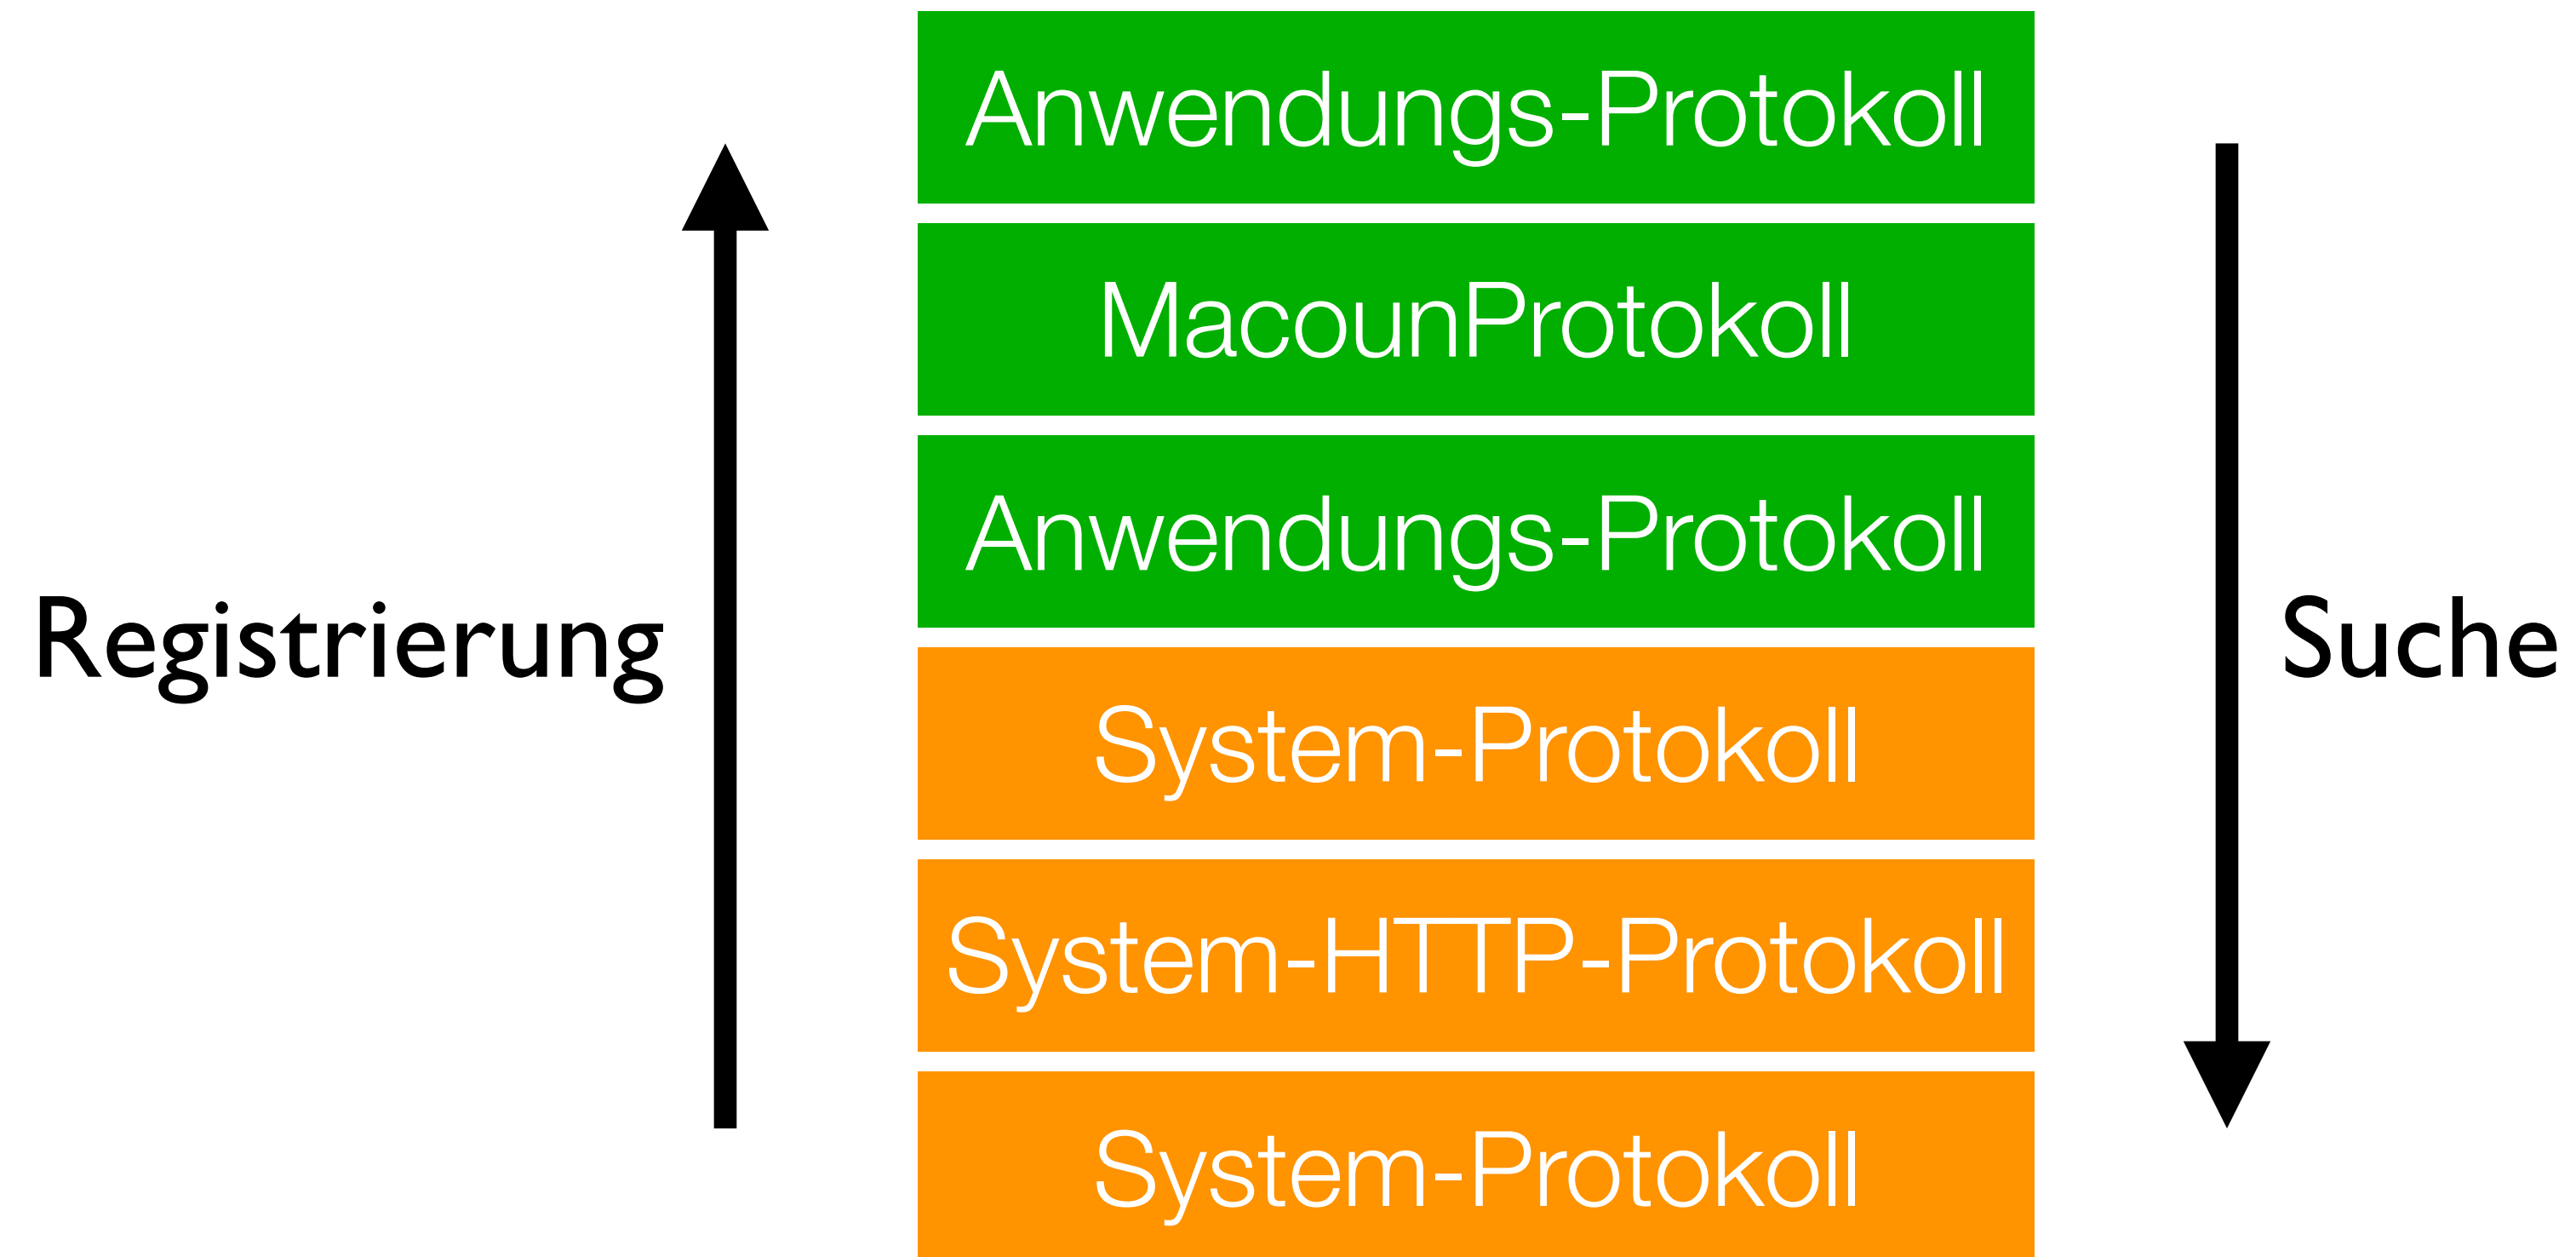 Anwendungs-Protokoll
MacounProtokoll
Anwendungs-Protokoll
Registrierung
Suche
System-Protokoll
System-HTTP-Protokoll
System-Protokoll